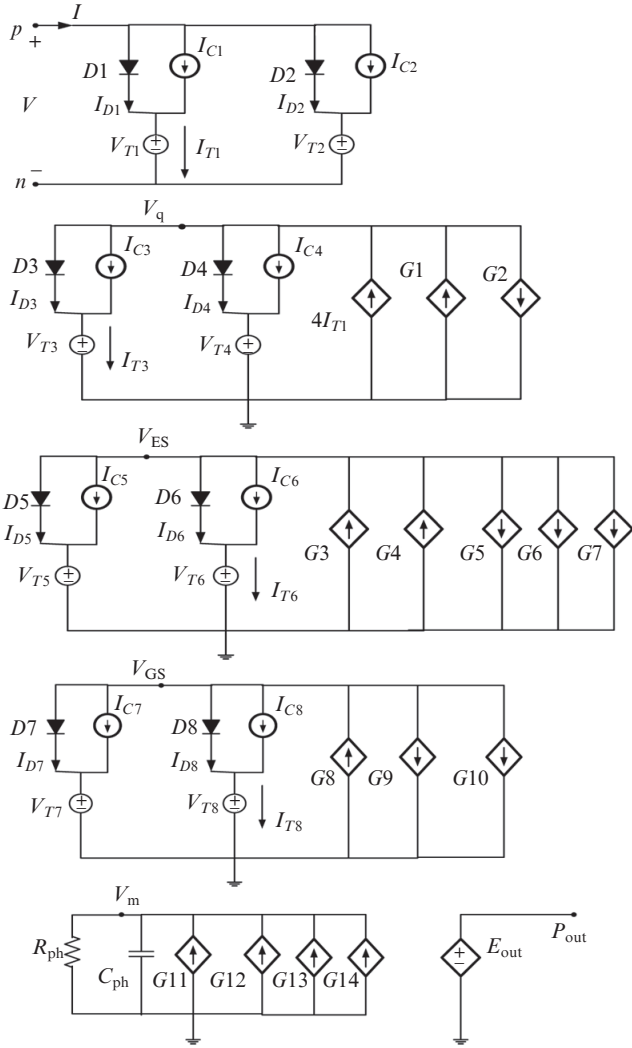 p + I
D1 I_C1 D2 I_C2
V I_D1 I_D2
V_T1 I_T1 V_T2
n −
V_q
D3 I_C3 D4 I_C4 G1 G2
I_D3 I_D4 4I_T1
V_T3 I_T3 V_T4
V_ES
D5 I_C5 D6 I_C6
I_D5 I_D6 G3 G4 G5 G6 G7
V_T5 V_T6 I_T6
V_GS
D7 I_C7 D8 I_C8
I_D7 I_D8 G8 G9 G10
V_T7 V_T8 I_T8
V_m
R_ph C_ph G11 G12 G13 G14 E_out P_out